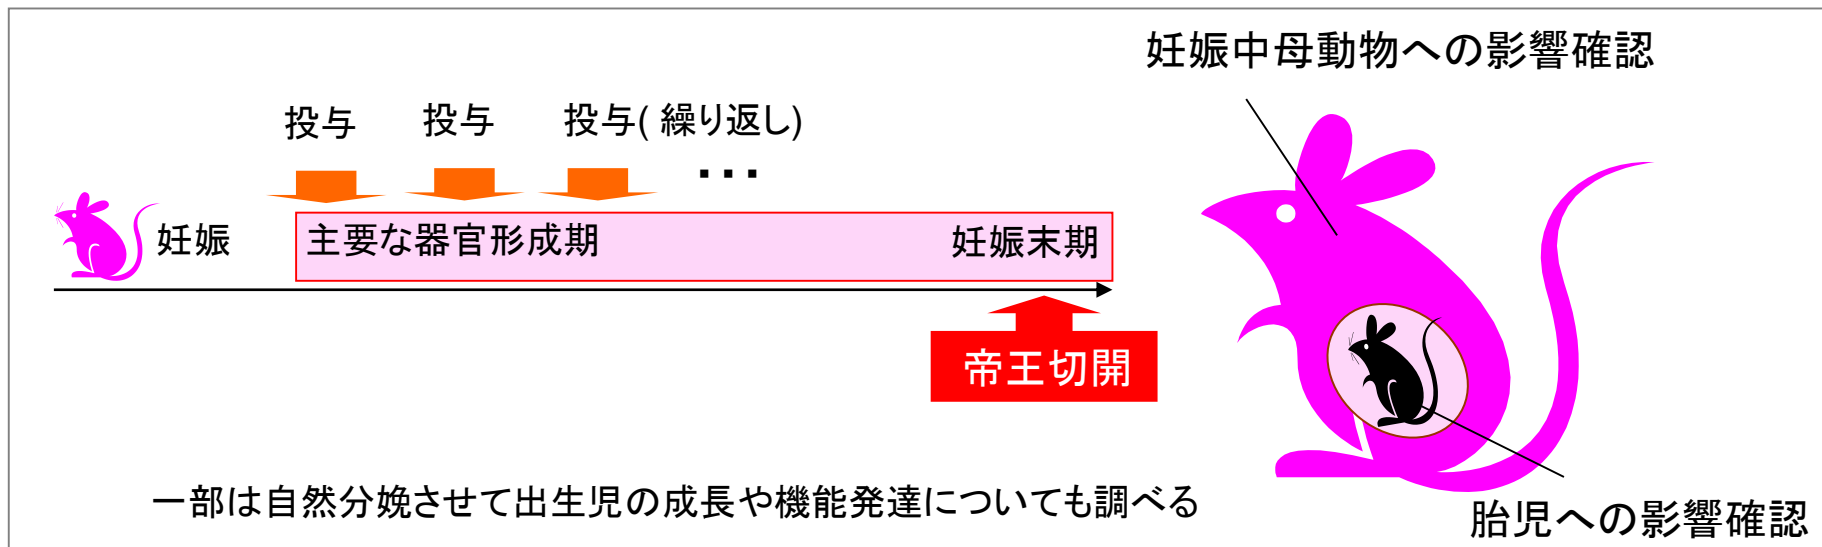 妊娠中母動物への影響確認
投与 投与 投与( 繰り返し)
･･･
妊娠 主要な器官形成期 妊娠末期
帝王切開
一部は自然分娩させて出生児の成長や機能発達についても調べる
胎児への影響確認